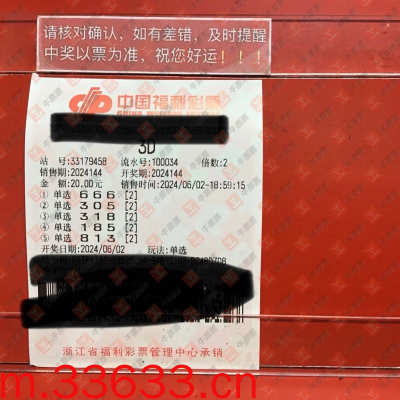 请核对确认，如有差错，及时提醒
中奖以票为准，祝您好运！！！
中国福利彩票
3D
站 号:33179458 流水号:100034 倍数:2
销售期:2024144 开奖期:2024144
金 额:20.00元 销售时间:2024/06/02-18:59:15
① 单选 6 6 6 [2]
② 单选 3 0 5 [2]
③ 单选 3 1 8 [2]
④ 单选 1 8 5 [2]
⑤ 单选 8 1 3 [2]
开奖日期:2024/06/02 玩法:单选
浙江省福利彩票管理中心承销
m.33633.cn